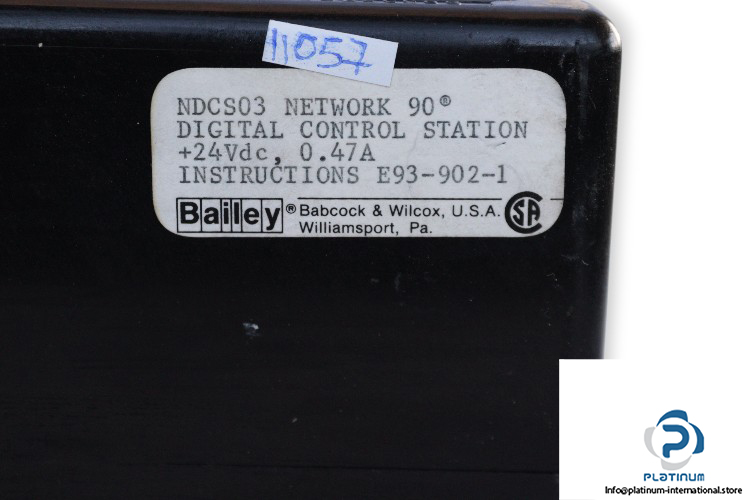 11057
NDCS03 NETWORK 90®
DIGITAL CONTROL STATION
+24Vdc, 0.47A
INSTRUCTIONS E93-902-1
Bailey® Babcock & Wilcox, U.S.A.
Williamsport, Pa.
SA
PLATINUM
Info@platinum-international.store